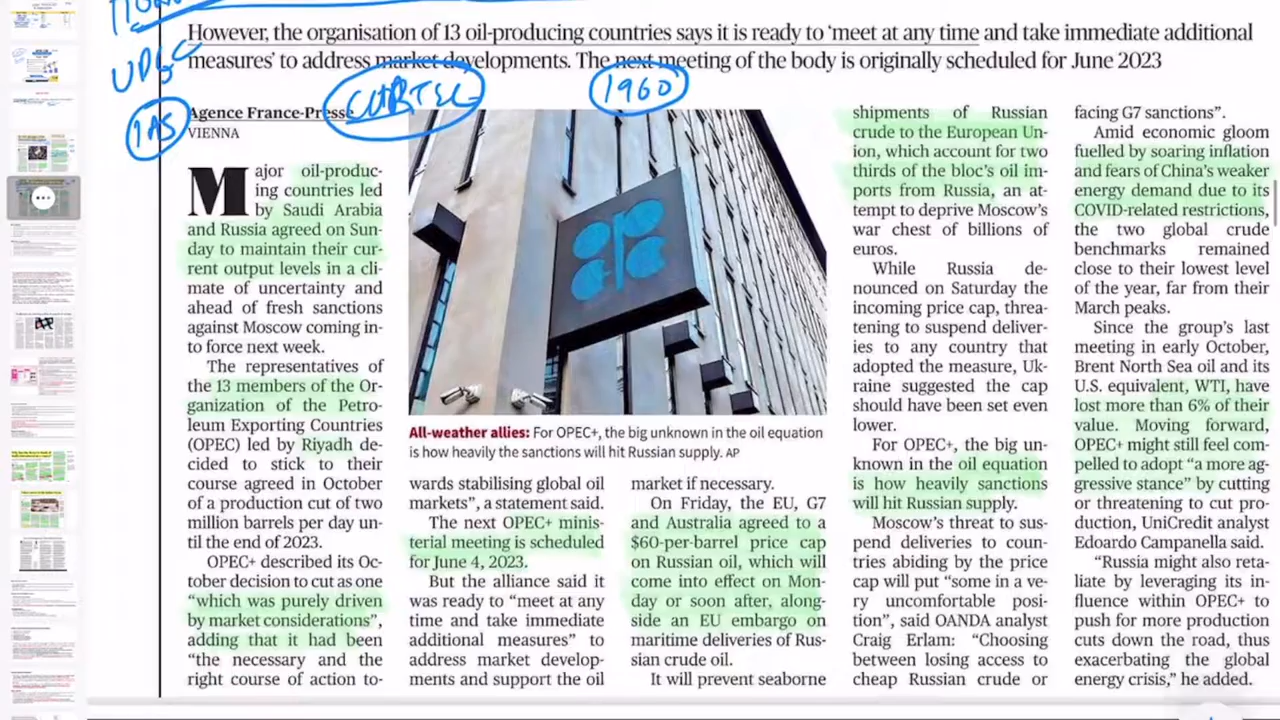 However, the organisation of 13 oil-producing countries says it is ready to ‘meet at any time’ and take immediate additional
UPSC
measures’ to address market developments. The next meeting of the body is originally scheduled for June 2023
1960
IAS
Agence France-Presse
VIENNA
Major oil-produc-
ing countries led
by Saudi Arabia
and Russia agreed on Sun-
day to maintain their cur-
rent output levels in a cli-
mate of uncertainty and
ahead of fresh sanctions
against Moscow coming in-
to force next week.
The representatives of
the 13 members of the Or-
ganization of the Petro-
leum Exporting Countries
(OPEC) led by Riyadh de-
cided to stick to their
course agreed in October
of a production cut of two
million barrels per day un-
til the end of 2023.
OPEC+ described its Oc-
tober decision to cut as one
“which was purely driven
by market considerations”,
adding that it had been
“the necessary and the
right course of action to-
All-weather allies: For OPEC+, the big unknown in the oil equation
is how heavily the sanctions will hit Russian supply. AP
wards stabilising global oil
markets”, a statement said.
The next OPEC+ minis-
terial meeting is scheduled
for June 4, 2023.
But the alliance said it
was ready to “meet at any
time and take immediate
additional measures” to
address market develop-
ments and support the oil
market if necessary.
On Friday, the EU, G7
and Australia agreed to a
$60-per-barrel price cap
on Russian oil, which will
come into effect on Mon-
day or soon after, along-
side an EU embargo on
maritime deliveries of Rus-
sian crude oil.
It will prevent seaborne
shipments of Russian
crude to the European Un-
ion, which account for two
thirds of the bloc’s oil im-
ports from Russia, an at-
tempt to deprive Moscow’s
war chest of billions of
euros.
While Russia de-
nounced on Saturday the
incoming price cap, threa-
tening to suspend deliver-
ies to any country that
adopted the measure, Uk-
raine suggested the cap
should have been set even
lower.
For OPEC+, the big un-
known in the oil equation
is how heavily sanctions
will hit Russian supply.
Moscow’s threat to sus-
pend deliveries to coun-
tries abiding by the price
cap will put “some in a ve-
ry uncomfortable posi-
tion”, said OANDA analyst
Craig Erlam: “Choosing
between losing access to
cheap Russian crude or
facing G7 sanctions”.
Amid economic gloom
fuelled by soaring inflation
and fears of China’s weaker
energy demand due to its
COVID-related restrictions,
the two global crude
benchmarks remained
close to their lowest level
of the year, far from their
March peaks.
Since the group’s last
meeting in early October,
Brent North Sea oil and its
U.S. equivalent, WTI, have
lost more than 6% of their
value. Moving forward,
OPEC+ might still feel com-
pelled to adopt “a more ag-
gressive stance” by cutting
or threaten to cut pro-
duction, UniCredit analyst
Edoardo Campanella said.
“Russia might also reta-
liate by leveraging its in-
fluence within OPEC+ to
push for more production
cuts down the road, thus
exacerbating the global
energy crisis,” he added.